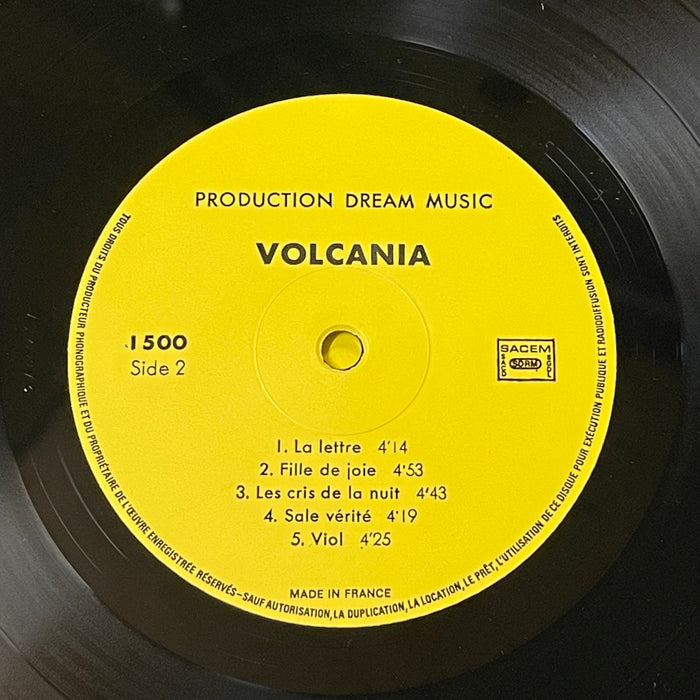 PRODUCTION DREAM MUSIC
VOLCANIA
1500
Side 2
SACEM
SACD
SDRM
SGDL
1. La lettre 4'14
2. Fille de joie 4'53
3. Les cris de la nuit 4'43
4. Sale vérité 4'19
5. Viol 4'25
MADE IN FRANCE
TOUS DROITS DU PRODUCTEUR PHONOGRAPHIQUE ET DU PROPRIÉTAIRE DE L'ŒUVRE ENREGISTRÉE RÉSERVÉS-SAUF AUTORISATION, LA DUPLICATION, LA LOCATION, LE PRÊT, L'UTILISATION DE CE DISQUE POUR EXÉCUTION PUBLIQUE ET RADIODIFFUSION SONT INTERDITS